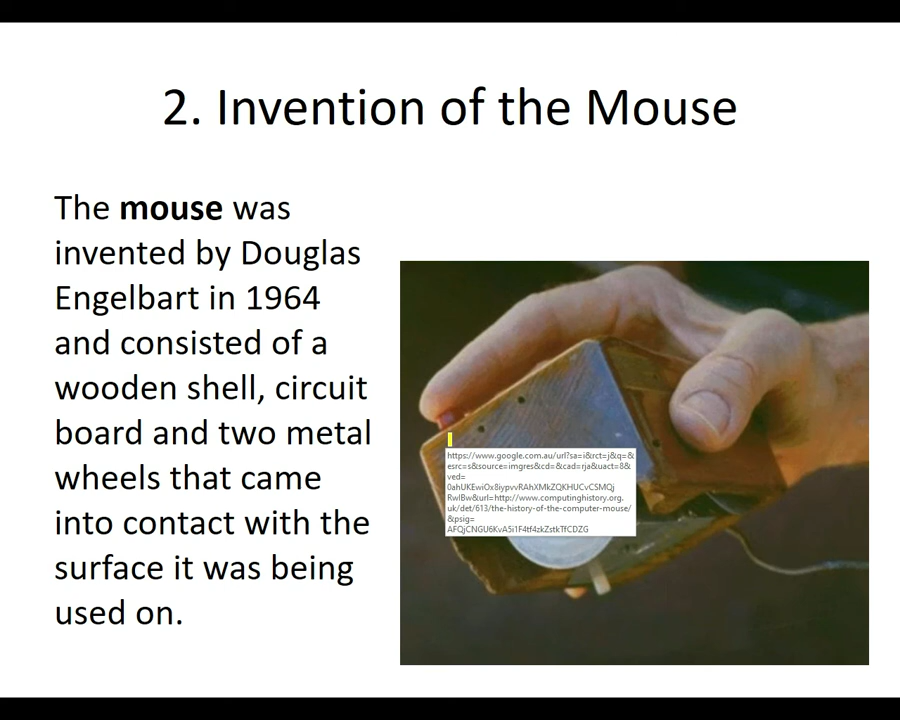 2. Invention of the Mouse
The mouse was
invented by Douglas
Engelbart in 1964
and consisted of a
wooden shell, circuit
board and two metal
wheels that came
into contact with the
surface it was being
used on.
https://www.google.com.au/url?sa=i&rct=j&q=&
esrc=s&source=imgres&cd=&cad=rja&uact=8&
ved=
0ahUKEwiOx8iypvvRAhXMkZQKHUCvCSMQj
RwIBw&url=http://www.computinghistory.org.
uk/det/613/the-history-of-the-computer-mouse/
&psig=
AFQjCNGU6KvA5i1F4tf4zkZstkTfCDZG